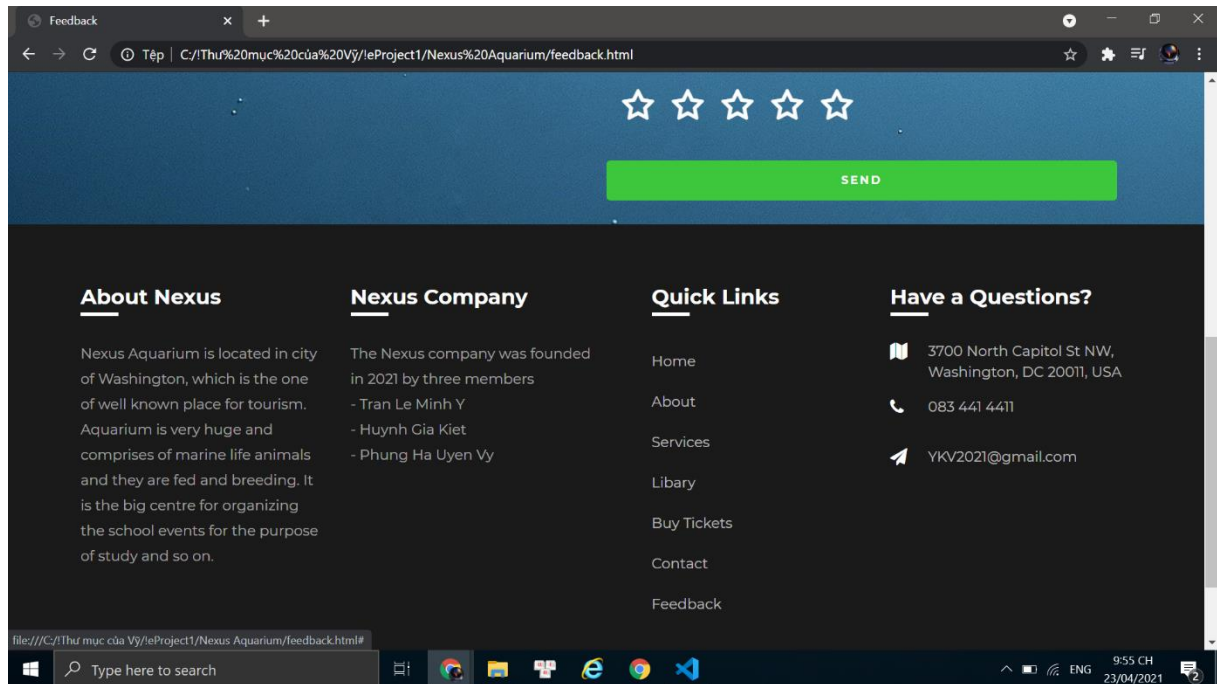 Feedback
Tệp
C:/!Thư%20mục%20của%20Vỹ/!eProject1/Nexus%20Aquarium/feedback.html
SEND
About Nexus
Nexus Aquarium is located in city
of Washington, which is the one
of well known place for tourism.
Aquarium is very huge and
comprises of marine life animals
and they are fed and breeding. It
is the big centre for organizing
the school events for the purpose
of study and so on.
Nexus Company
The Nexus company was founded
in 2021 by three members
- Tran Le Minh Y
- Huynh Gia Kiet
- Phung Ha Uyen Vy
Quick Links
Home
About
Services
Libary
Buy Tickets
Contact
Feedback
Have a Questions?
3700 North Capitol St NW,
Washington, DC 20011, USA
083 441 4411
YKV2021@gmail.com
file:///C:/!Thư mục của Vỹ/!eProject1/Nexus Aquarium/feedback.html#
Type here to search
ENG
9:55 CH
23/04/2021
2